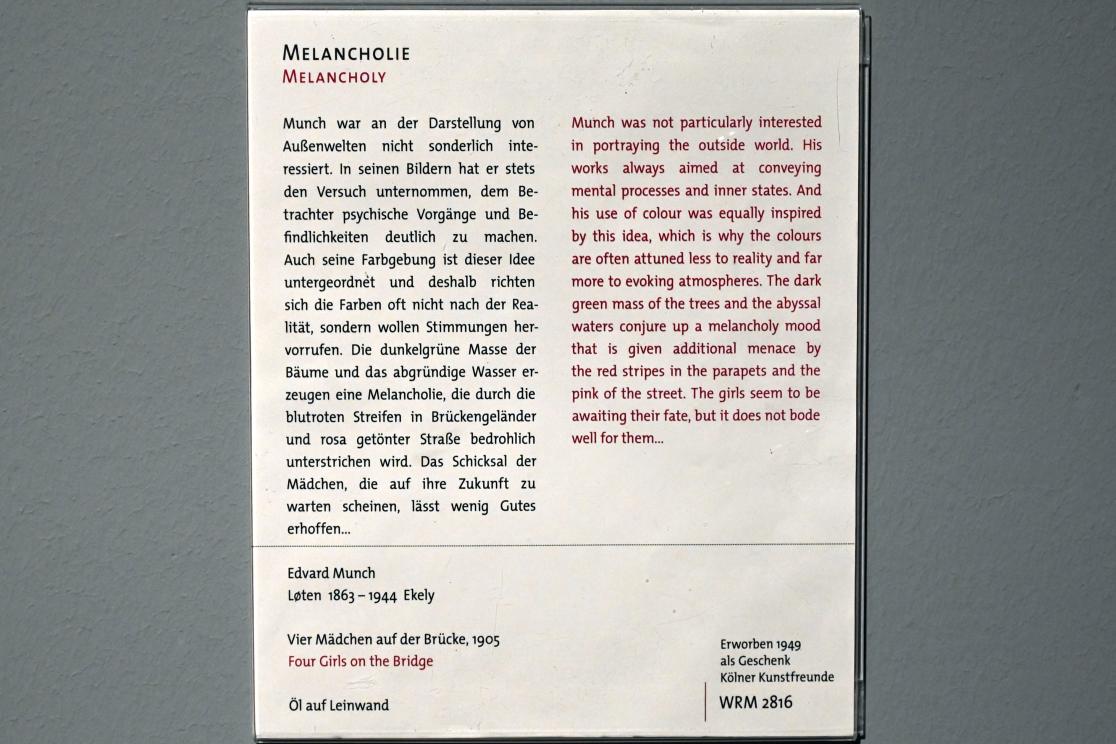 MELANCHOLIE
MELANCHOLY
Munch war an der Darstellung von
Außenwelten nicht sonderlich inte-
ressiert. In seinen Bildern hat er stets
den Versuch unternommen, dem Be-
trachter psychische Vorgänge und Be-
findlichkeiten deutlich zu machen.
Auch seine Farbgebung ist dieser Idee
untergeordnet und deshalb richten
sich die Farben oft nicht nach der Rea-
lität, sondern wollen Stimmungen her-
vorrufen. Die dunkelgrüne Masse der
Bäume und das abgründige Wasser er-
zeugen eine Melancholie, die durch die
blutroten Streifen in Brückengeländer
und rosa getönter Straße bedrohlich
unterstrichen wird. Das Schicksal der
Mädchen, die auf ihre Zukunft zu
warten scheinen, lässt wenig Gutes
erhoffen...
Munch was not particularly interested
in portraying the outside world. His
works always aimed at conveying
mental processes and inner states. And
his use of colour was equally inspired
by this idea, which is why the colours
are often attuned less to reality and far
more to evoking atmospheres. The dark
green mass of the trees and the abyssal
waters conjure up a melancholy mood
that is given additional menace by
the red stripes in the parapets and the
pink of the street. The girls seem to be
awaiting their fate, but it does not bode
well for them...
Edvard Munch
Løten 1863 – 1944 Ekely
Vier Mädchen auf der Brücke, 1905
Four Girls on the Bridge
Öl auf Leinwand
Erworben 1949
als Geschenk
Kölner Kunstfreunde
WRM 2816